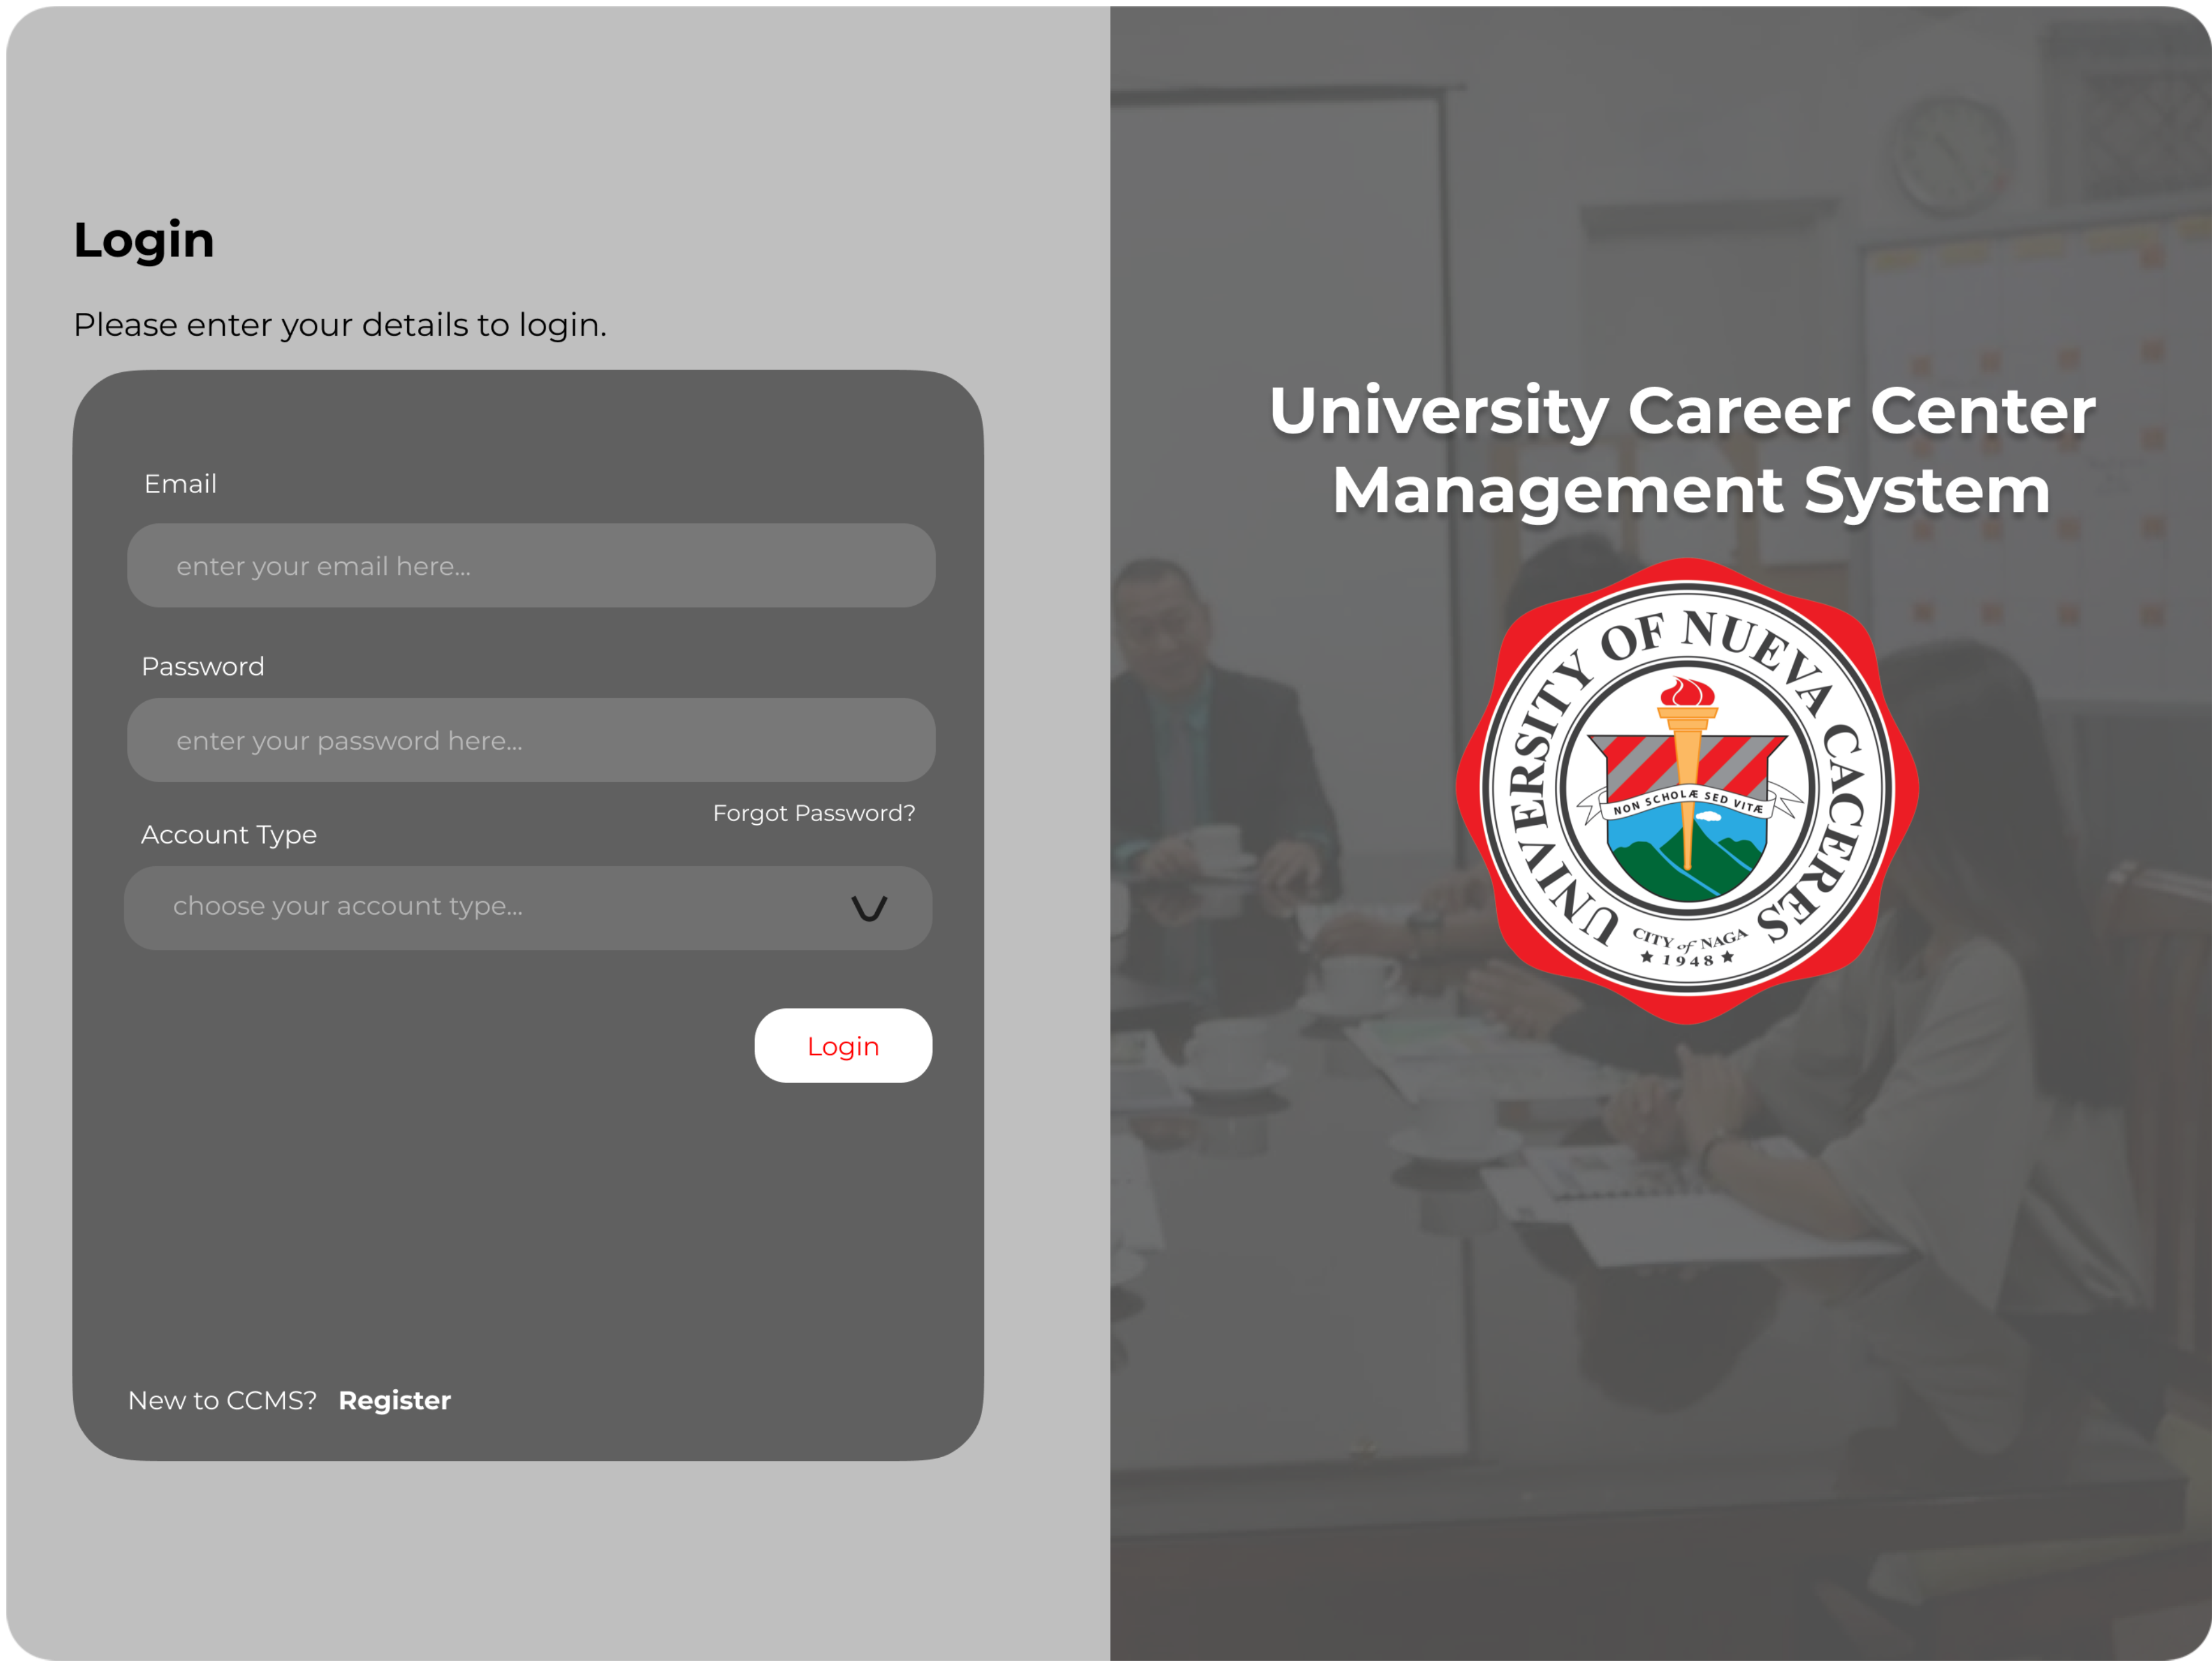 Login
Please enter your details to login.
Email
enter your email here...
Password
enter your password here...
Forgot Password?
Account Type
choose your account type...
Login
New to CCMS? Register
University Career Center
Management System
UNIVERSITY OF NUEVA CACERES
NON SCHOLÆ SED VITÆ
CITY of NAGA
★ 1948 ★